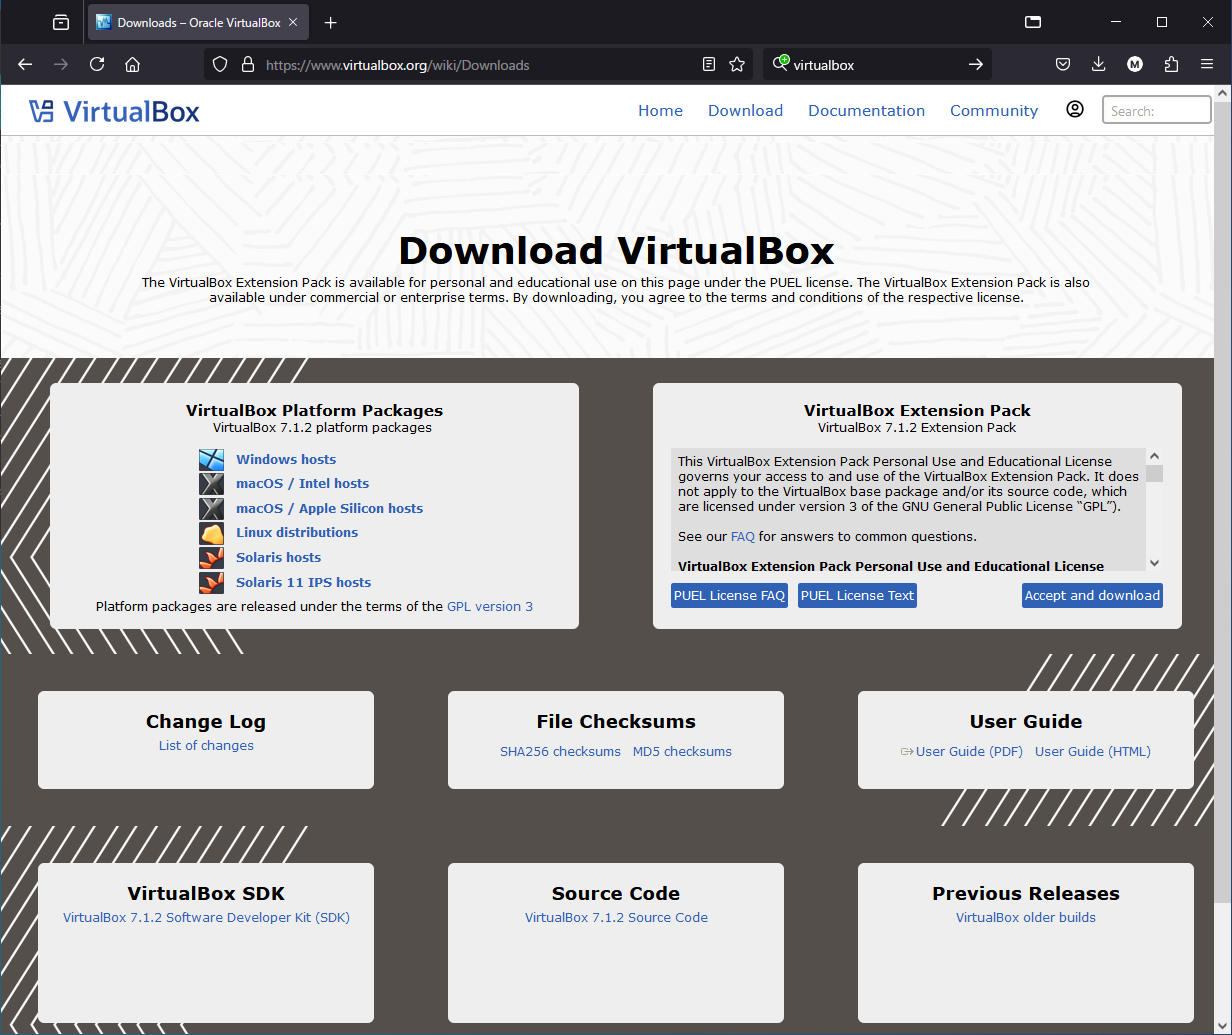 Downloads – Oracle VirtualBox
https://www.virtualbox.org/wiki/Downloads
virtualbox
M
VirtualBox
Home
Download
Documentation
Community
Search:
Download VirtualBox
The VirtualBox Extension Pack is available for personal and educational use on this page under the PUEL license. The VirtualBox Extension Pack is also
available under commercial or enterprise terms. By downloading, you agree to the terms and conditions of the respective license.
VirtualBox Platform Packages
VirtualBox 7.1.2 platform packages
Windows hosts
macOS / Intel hosts
macOS / Apple Silicon hosts
Linux distributions
Solaris hosts
Solaris 11 IPS hosts
Platform packages are released under the terms of the GPL version 3
VirtualBox Extension Pack
VirtualBox 7.1.2 Extension Pack
This VirtualBox Extension Pack Personal Use and Educational License
governs your access to and use of the VirtualBox Extension Pack. It does
not apply to the VirtualBox base package and/or its source code, which
are licensed under version 3 of the GNU General Public License “GPL”).
See our FAQ for answers to common questions.
VirtualBox Extension Pack Personal Use and Educational License
PUEL License FAQ
PUEL License Text
Accept and download
Change Log
List of changes
File Checksums
SHA256 checksums MD5 checksums
User Guide
User Guide (PDF) User Guide (HTML)
VirtualBox SDK
VirtualBox 7.1.2 Software Developer Kit (SDK)
Source Code
VirtualBox 7.1.2 Source Code
Previous Releases
VirtualBox older builds